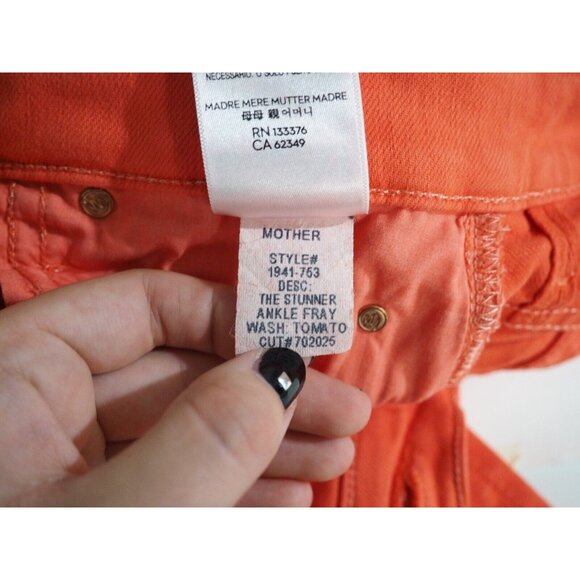 MADRE MERE MUTTER MADRE
母母 親 어머니
RN 133376
CA 62349
MOTHER
STYLE#
1941-753
DESC:
THE STUNNER
ANKLE FRAY
WASH: TOMATO
CUT#702025